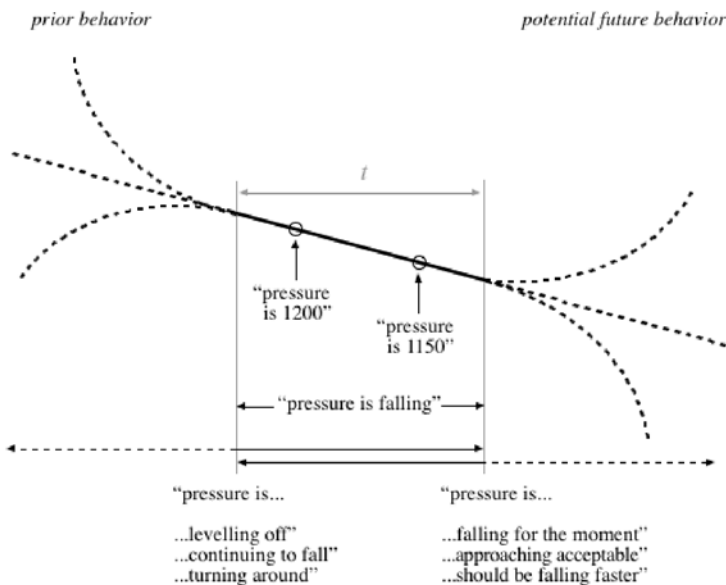 prior behavior
potential future behavior
t
“pressure
is 1200”
“pressure
is 1150”
“pressure is falling”
“pressure is...
...levelling off”
...continuing to fall”
...turning around”
“pressure is...
...falling for the moment”
...approaching acceptable”
...should be falling faster”